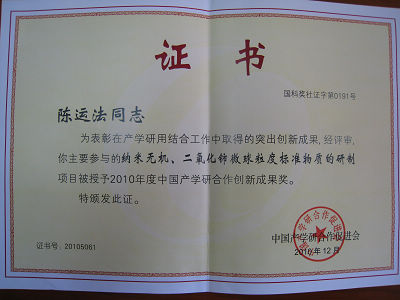 证书
国科奖社证字第0191号
陈运法同志
为表彰在产学研用结合工作中取得的突出创新成果,经评审,
你主要参与的纳米无机、二氧化铈微球粒度标准物质的研制
项目被授予2010年度中国产学研合作创新成果奖。
特颁发此证。
中国产学研合作促进会
证书号:20105061
2010年12月